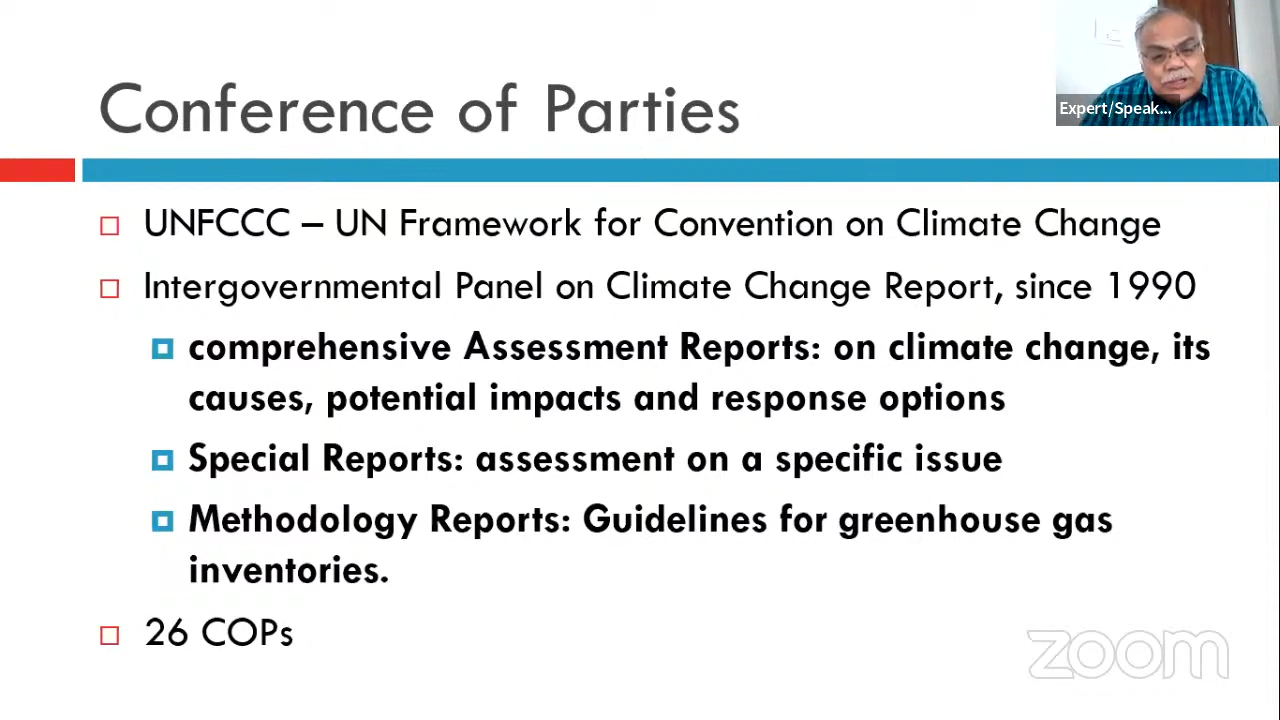 Conference of Parties
Expert/Speak...
UNFCCC – UN Framework for Convention on Climate Change
Intergovernmental Panel on Climate Change Report, since 1990
comprehensive Assessment Reports: on climate change, its
causes, potential impacts and response options
Special Reports: assessment on a specific issue
Methodology Reports: Guidelines for greenhouse gas
inventories.
26 COPs
zoom